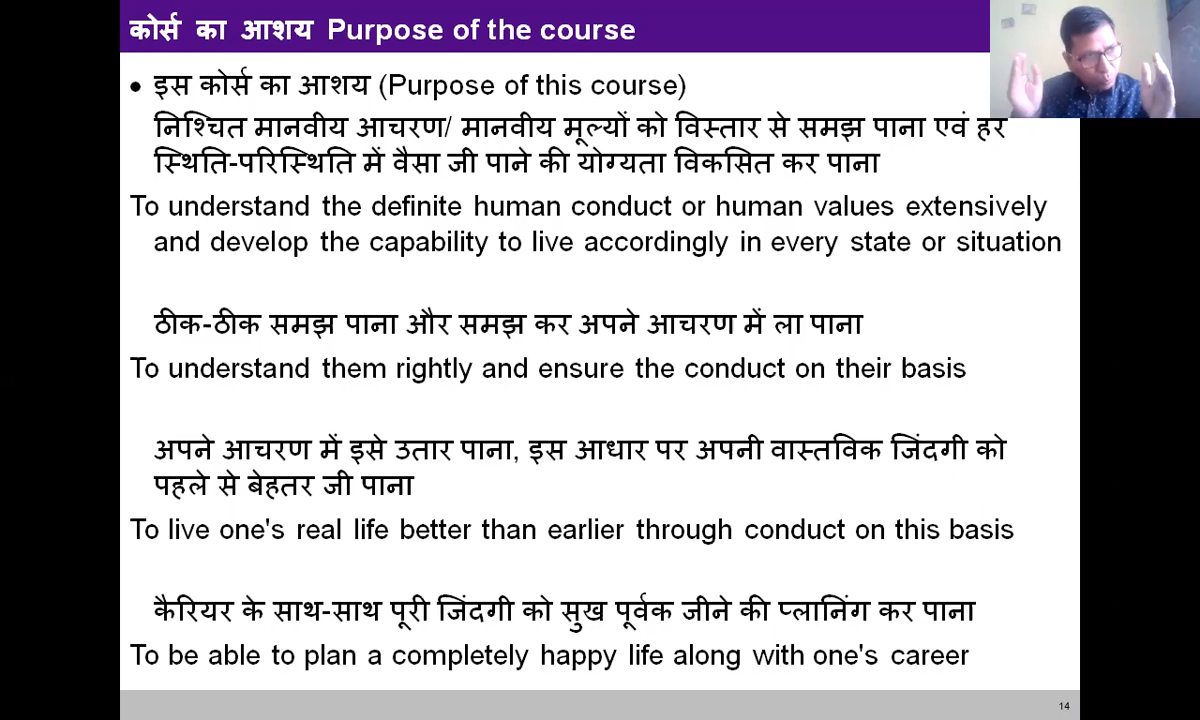 कोर्स का आशय Purpose of the course
• इस कोर्स का आशय (Purpose of this course)
निश्चित मानवीय आचरण/ मानवीय मूल्यों को विस्तार से समझ पाना एवं हर
स्थिति-परिस्थिति में वैसा जी पाने की योग्यता विकसित कर पाना
To understand the definite human conduct or human values extensively
and develop the capability to live accordingly in every state or situation
ठीक-ठीक समझ पाना और समझ कर अपने आचरण में ला पाना
To understand them rightly and ensure the conduct on their basis
अपने आचरण में इसे उतार पाना, इस आधार पर अपनी वास्तविक जिंदगी को
पहले से बेहतर जी पाना
To live one's real life better than earlier through conduct on this basis
कैरियर के साथ-साथ पूरी जिंदगी को सुख पूर्वक जीने की प्लानिंग कर पाना
To be able to plan a completely happy life along with one's career
14